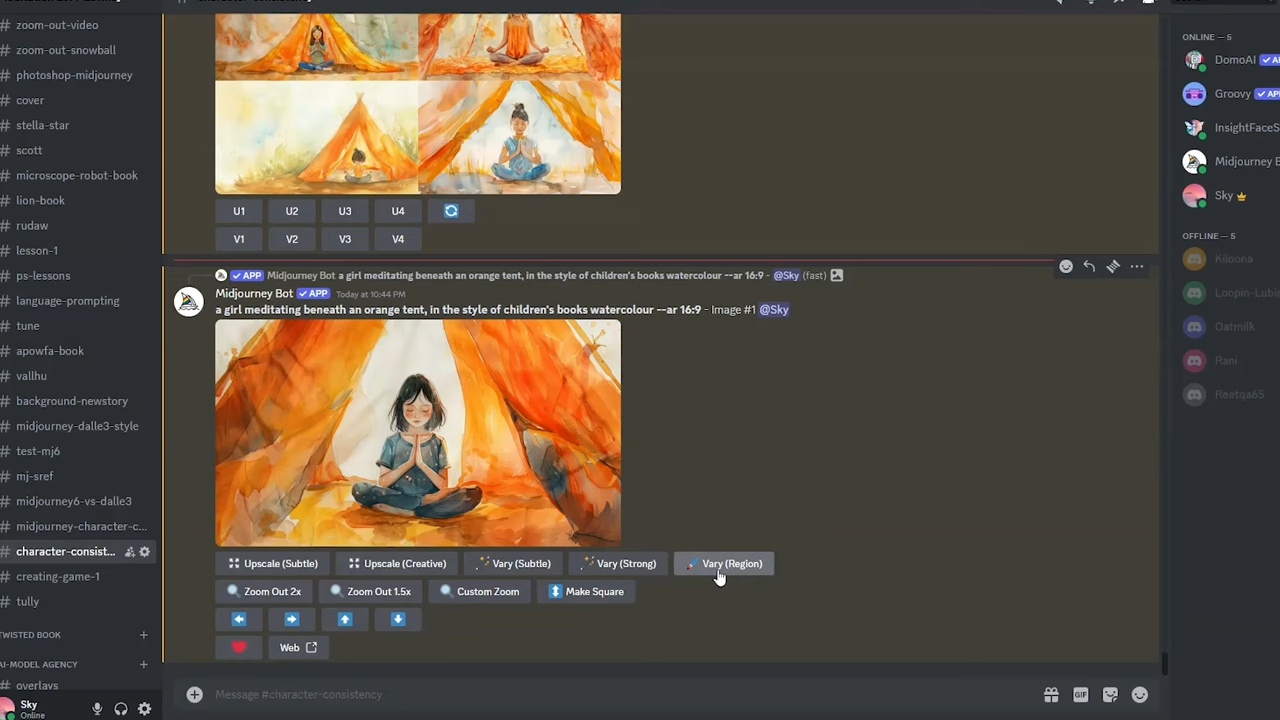 zoom-out-video
zoom-out-snowball
photoshop-midjourney
cover
stella-star
scott
microscope-robot-book
lion-book
rudaw
lesson-1
ps-lessons
language-prompting
tune
apowfa-book
vallhu
background-newstory
midjourney-dalle3-style
test-mj6
mj-sref
midjourney6-vs-dalle3
midjourney-character-c...
character-consist...
creating-game-1
tully
TWISTED BOOK
AI-MODEL AGENCY
overlays
Sky
Online
U1 U2 U3 U4
V1 V2 V3 V4
APP Midjourney Bot a girl meditating beneath an orange tent, in the style of children's books watercolour --ar 16:9 - @Sky (fast)
Midjourney Bot APP Today at 10:44 PM
a girl meditating beneath an orange tent, in the style of children's books watercolour --ar 16:9 - Image #1 @Sky
Upscale (Subtle) Upscale (Creative) Vary (Subtle) Vary (Strong) Vary (Region)
Zoom Out 2x Zoom Out 1.5x Custom Zoom Make Square
Web
Message #character-consistency
GIF
ONLINE — 5
DomoAI
Groovy AP
InsightFaceS
Midjourney B
Sky
OFFLINE — 5
Kiioona
Loopin-Lubi
Oatmilk
Rani